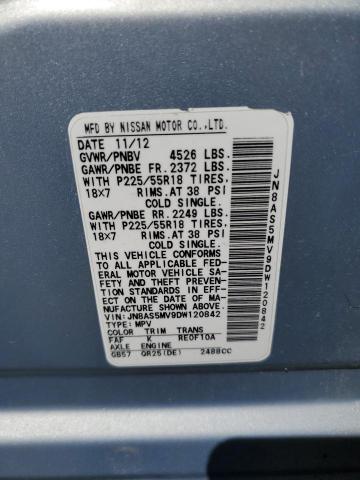 MFD BY NISSAN MOTOR CO.,LTD.
DATE 11/12
GVWR/PNBV 4526 LBS.
GAWR/PNBE FR. 2372 LBS.
WITH P225/55R18 TIRES,
18X7 RIMS.AT 38 PSI
COLD SINGLE.
GAWR/PNBE RR. 2249 LBS.
WITH P225/55R18 TIRES,
18X7 RIMS.AT 38 PSI
COLD SINGLE.
THIS VEHICLE CONFORMS
TO ALL APPLICABLE FED-
ERAL MOTOR VEHICLE SA-
FETY AND THEFT PREVENTION
STANDARDS IN EFFECT
ON THE DATE OF MA-
NUFACTURE SHOWN ABOVE.
VIN: JN8AS5MV9DW120842
TYPE: MPV
COLOR TRIM TRANS
FAF K RE0F10A
AXLE ENGINE
GB57 QR25(DE) 2488CC
JN8AS5MV9DW120842